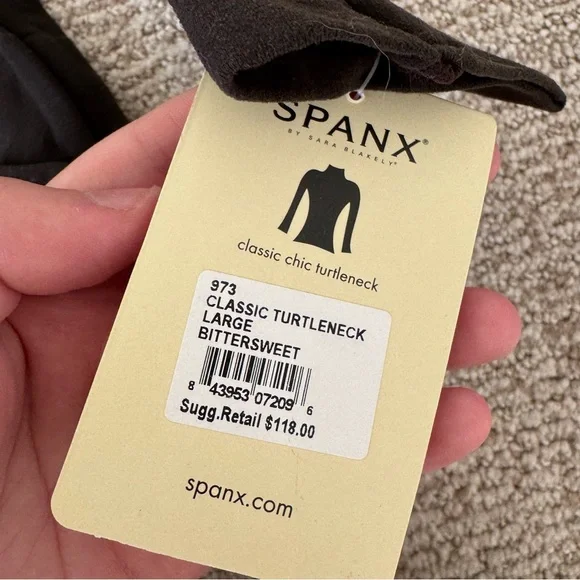 SPANX®
BY SARA BLAKELY®
classic chic turtleneck
973
CLASSIC TURTLENECK
LARGE
BITTERSWEET
8 43953 07209 6
Sugg.Retail $118.00
spanx.com